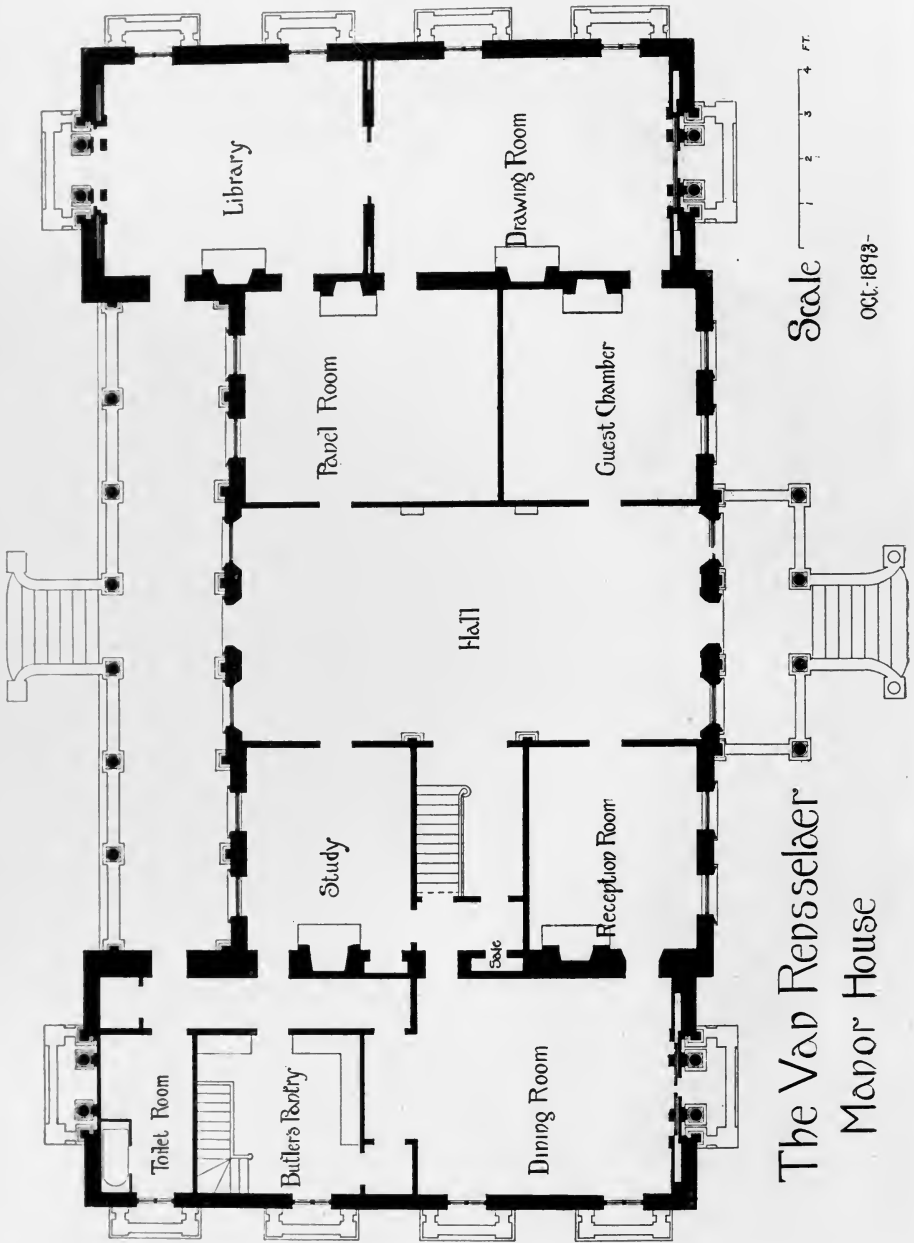 Library
Drawing Room
Panel Room
Guest Chamber
Hall
Study
Reception Room
Safe
Toilet Room
Butlers Pantry
Dining Room
The Van Rensselaer
Manor House
Scale
1 2 3 4 FT.
OCT-1893-